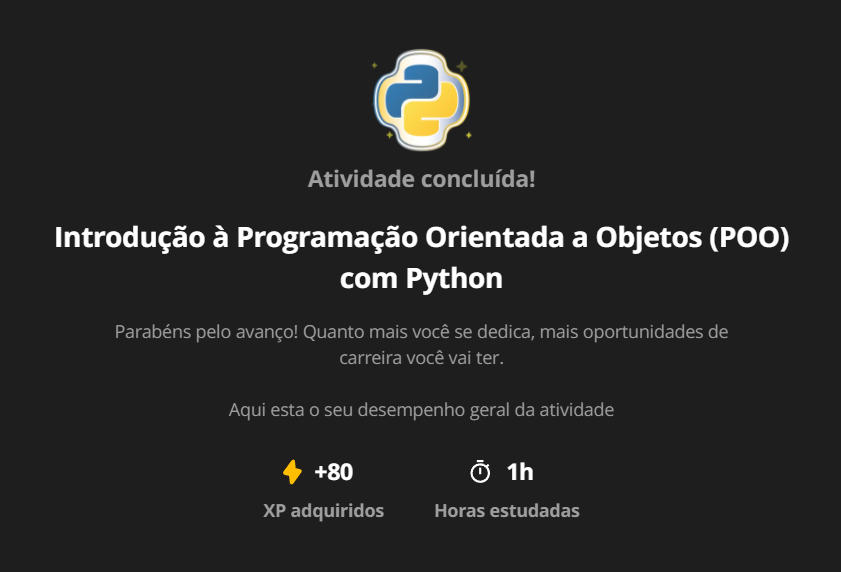 Atividade concluída!
Introdução à Programação Orientada a Objetos (POO)
com Python
Parabéns pelo avanço! Quanto mais você se dedica, mais oportunidades de
carreira você vai ter.
Aqui esta o seu desempenho geral da atividade
+80
1h
XP adquiridos
Horas estudadas